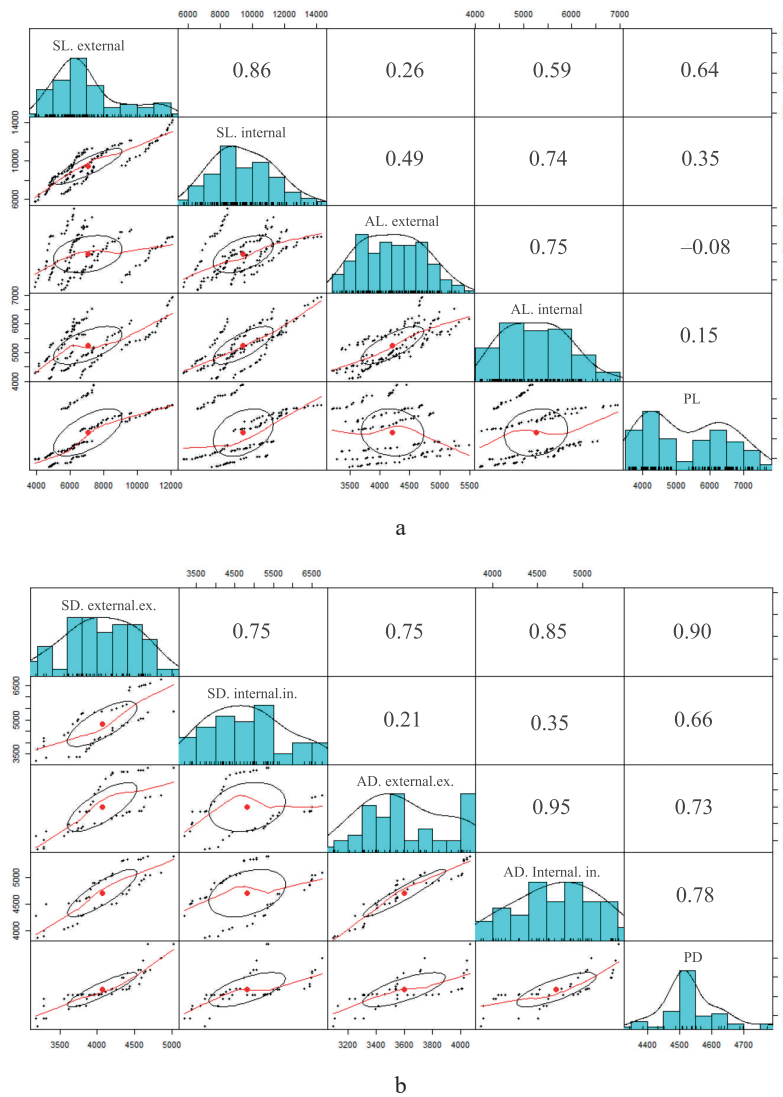 6000 8000 10000 12000 14000
4000 5000 6000 7000
SL. external
0.86 0.26 0.59 0.64
6000 10000 14000
SL. internal
0.49 0.74 0.35
AL. external
0.75 –0.08
4000 5000 6000 7000
AL. internal
0.15
PL
4000 6000 8000 10000 12000
3500 4000 4500 5000 5500
4000 5000 6000 7000
a
3500 4500 5500 6500
4000 4500 5000
SD. external.ex.
0.75 0.75 0.85 0.90
3500 5000 6500
SD. internal.in.
0.21 0.35 0.66
AD. external.ex.
0.95 0.73
4000 4500 5000
AD. Internal. in.
0.78
PD
3500 4000 4500 5000
3200 3400 3600 3800 4000
4400 4500 4600 4700
b